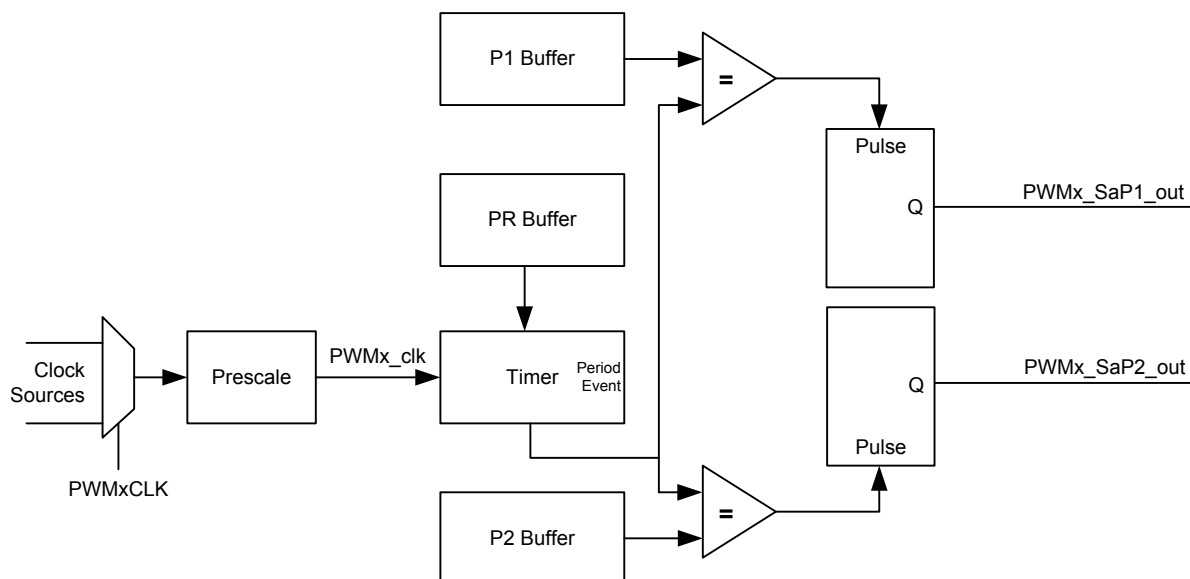 P1 Buffer
=
Pulse
Q
PWMx_SaP1_out
PR Buffer
Clock
Sources
PWMxCLK
Prescale
PWMx_clk
Timer
Period
Event
Q
PWMx_SaP2_out
Pulse
P2 Buffer
=